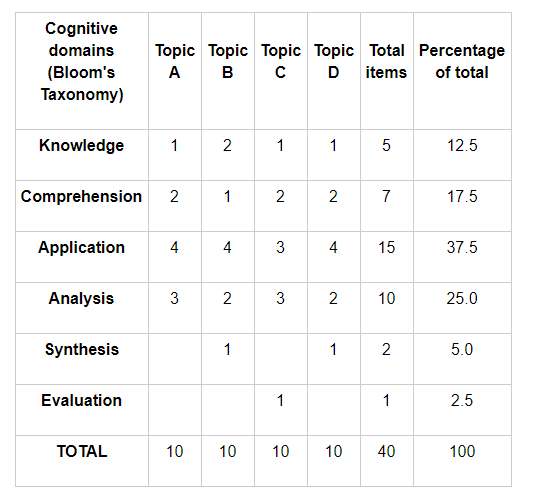 Cognitive
domains
(Bloom's
Taxonomy) Topic A Topic B Topic C Topic D Total items Percentage of total
Knowledge 1 2 1 1 5 12.5
Comprehension 2 1 2 2 7 17.5
Application 4 4 3 4 15 37.5
Analysis 3 2 3 2 10 25.0
Synthesis 1 1 2 5.0
Evaluation 1 1 2.5
TOTAL 10 10 10 10 40 100